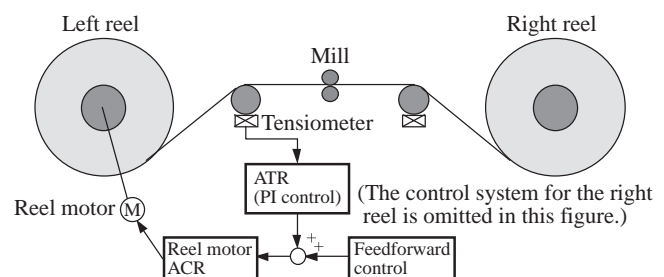 Left reel
Right reel
Mill
Tensiometer
ATR
(PI control)
(The control system for the right
reel is omitted in this figure.)
Reel motor
M
+
+
Reel motor
ACR
Feedforward
control